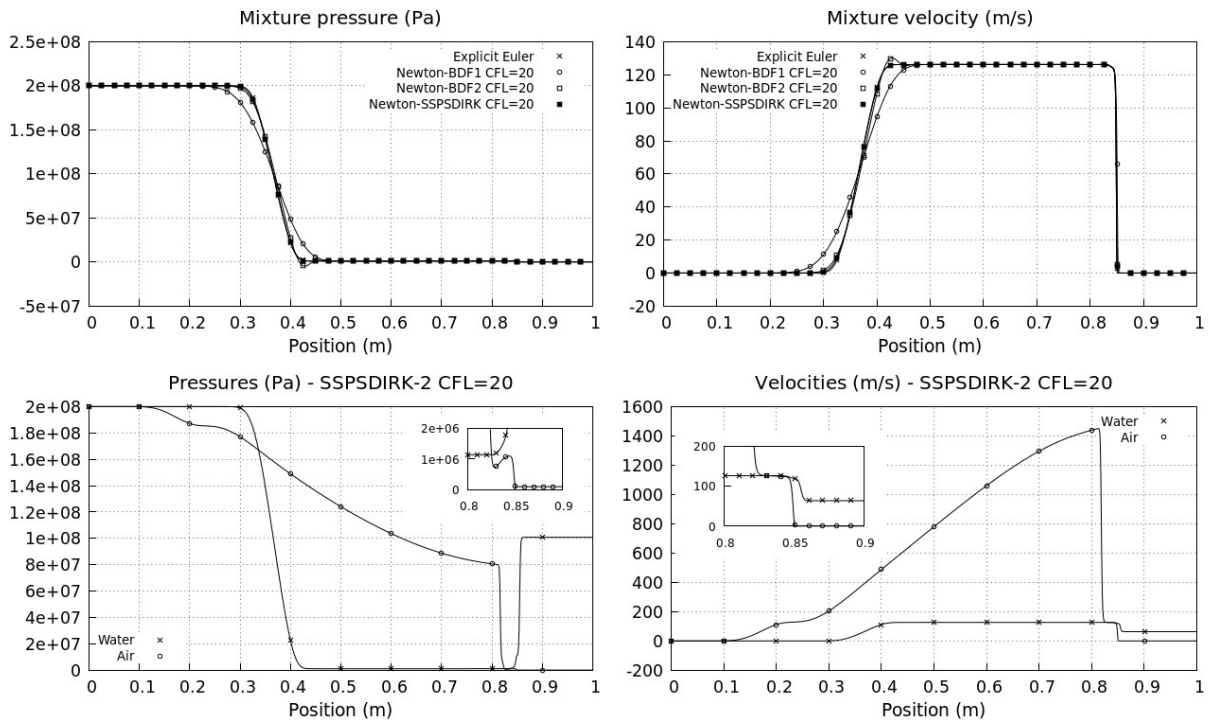 Mixture pressure (Pa)
2.5e+08
2e+08
1.5e+08
1e+08
5e+07
0
-5e+07
Explicit Euler
Newton-BDF1 CFL=20
Newton-BDF2 CFL=20
Newton-SSPSDIRK CFL=20
0 0.1 0.2 0.3 0.4 0.5 0.6 0.7 0.8 0.9 1
Position (m)
Mixture velocity (m/s)
140
120
100
80
60
40
20
0
-20
Explicit Euler
Newton-BDF1 CFL=20
Newton-BDF2 CFL=20
Newton-SSPSDIRK CFL=20
0 0.1 0.2 0.3 0.4 0.5 0.6 0.7 0.8 0.9 1
Position (m)
Pressures (Pa) - SSPSDIRK-2 CFL=20
2e+08
1.8e+08
1.6e+08
1.4e+08
1.2e+08
1e+08
8e+07
6e+07
4e+07
2e+07
0
2e+06
1e+06
0
0.8 0.85 0.9
Water
Air
0 0.1 0.2 0.3 0.4 0.5 0.6 0.7 0.8 0.9 1
Position (m)
Velocities (m/s) - SSPSDIRK-2 CFL=20
1600
1400
1200
1000
800
600
400
200
0
-200
Water
Air
200
100
0
0.8 0.85 0.9
0 0.1 0.2 0.3 0.4 0.5 0.6 0.7 0.8 0.9 1
Position (m)